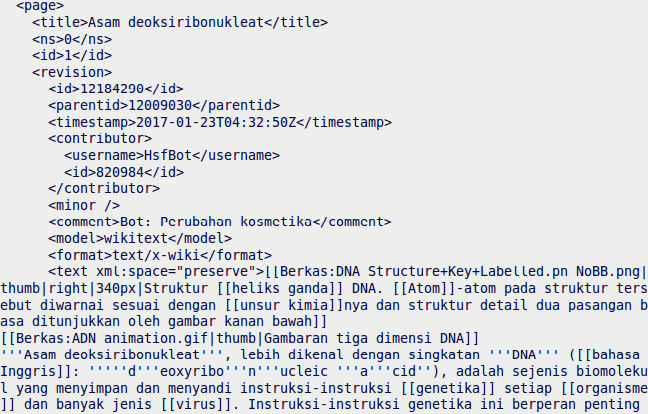 <page>
<title>Asam deoksiribonukleat</title>
<ns>0</ns>
<id>1</id>
<revision>
<id>12184290</id>
<parentid>12009030</parentid>
<timestamp>2017-01-23T04:32:50Z</timestamp>
<contributor>
<username>HsfBot</username>
<id>820984</id>
</contributor>
<minor />
<comment>Bot: Perubahan kosmetika</comment>
<model>wikitext</model>
<format>text/x-wiki</format>
<text xml:space="preserve">[[Berkas:DNA Structure+Key+Labelled.pn NoBB.png|
thumb|right|340px|Struktur [[heliks ganda]] DNA. [[Atom]]-atom pada struktur ters
ebut diwarnai sesuai dengan [[unsur kimia]]nya dan struktur detail dua pasangan b
asa ditunjukkan oleh gambar kanan bawah]]
[[Berkas:ADN animation.gif|thumb|Gambaran tiga dimensi DNA]]
'''Asam deoksiribonukleat''', lebih dikenal dengan singkatan '''DNA''' ([[bahasa
Inggris]]: '''''d'''eoxyribo'''n'''ucleic '''a'''cid''), adalah sejenis biomoleku
l yang menyimpan dan menyandi instruksi-instruksi [[genetika]] setiap [[organisme
]] dan banyak jenis [[virus]]. Instruksi-instruksi genetika ini berperan penting